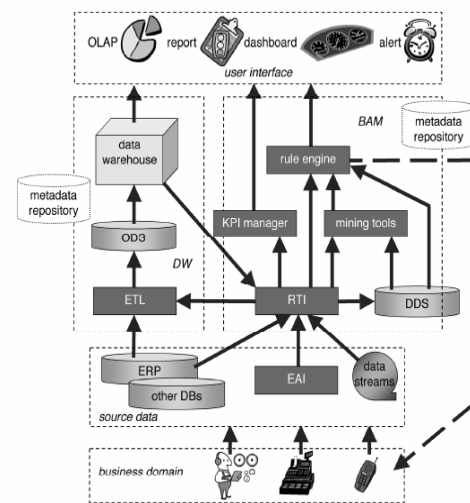 OLAP
report
dashboard
alert
user interface
BAM
metadata
repository
data
warehouse
rule engine
metadata
repository
KPI manager
mining tools
OD3
DW
ETL
RTI
DDS
ERP
other DBs
EAI
data
streams
source data
business domain